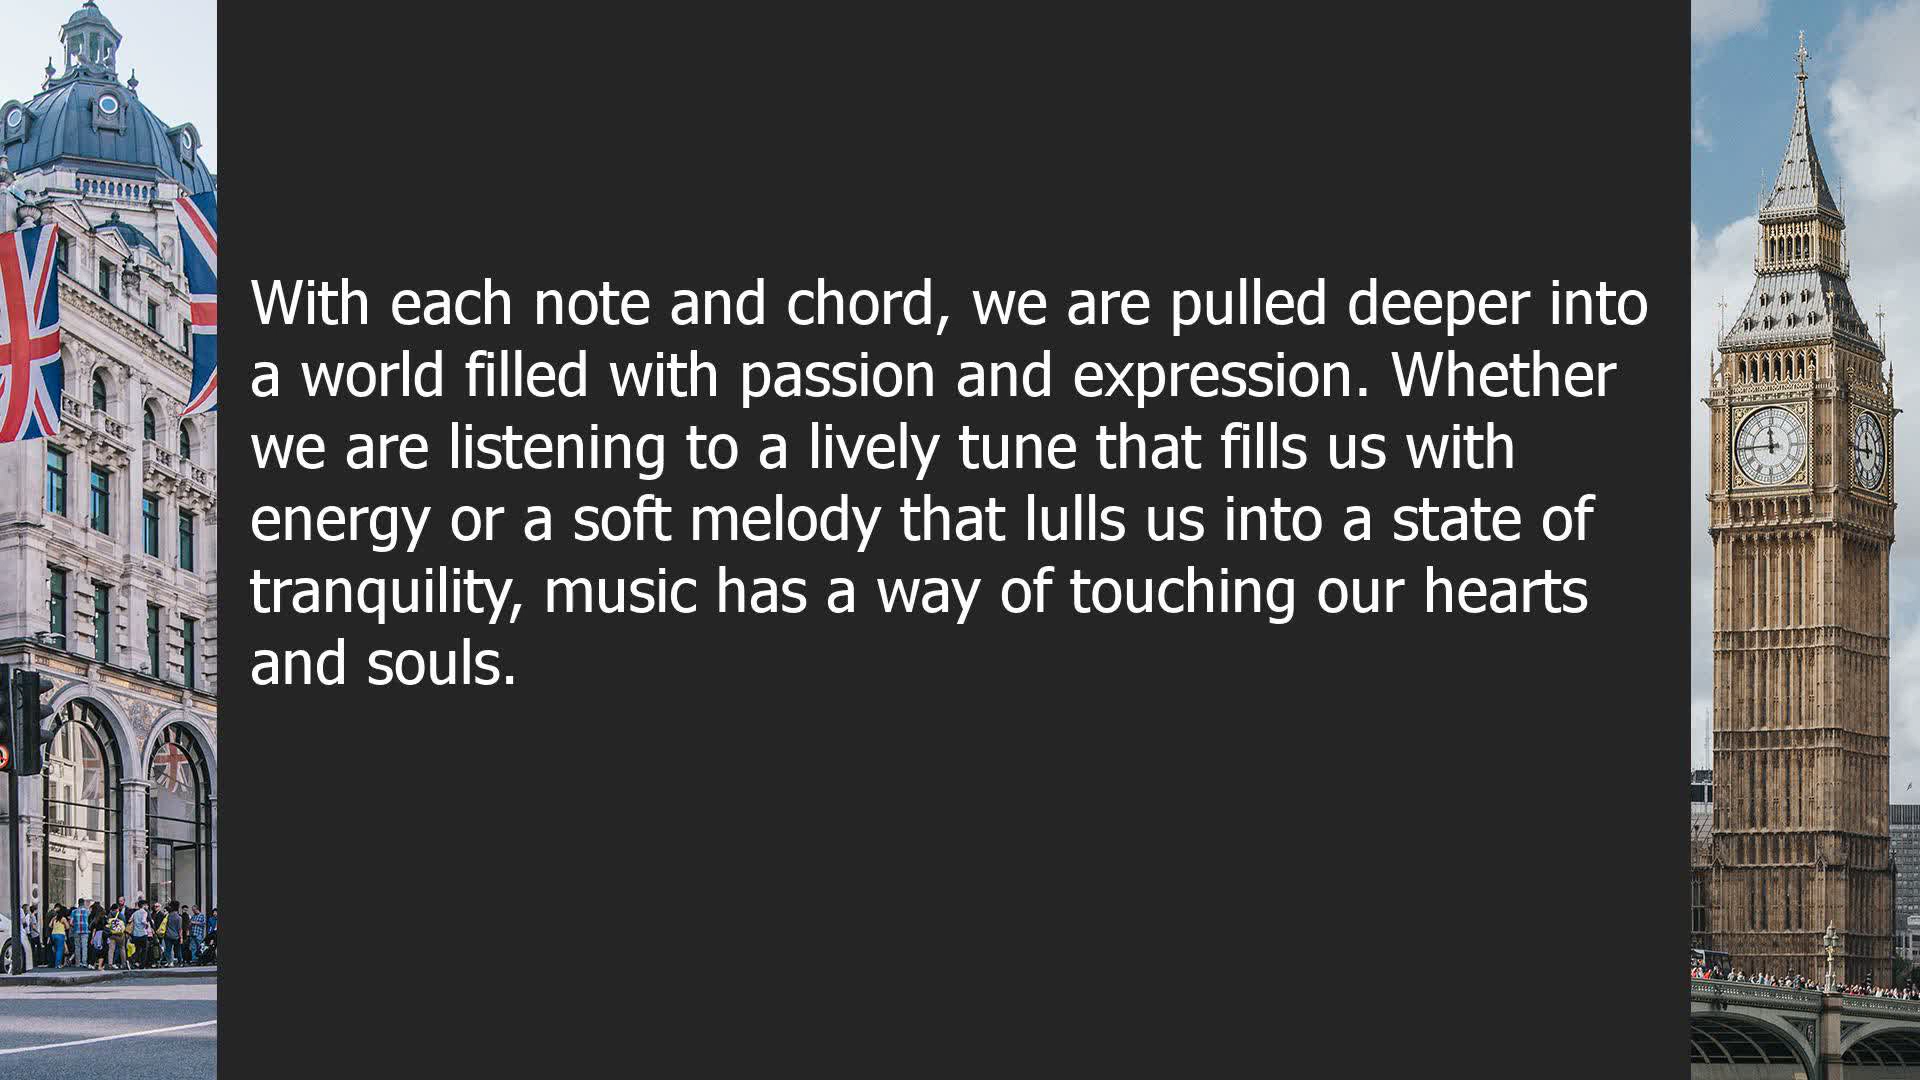 With each note and chord, we are pulled deeper into
a world filled with passion and expression. Whether
we are listening to a lively tune that fills us with
energy or a soft melody that lulls us into a state of
tranquility, music has a way of touching our hearts
and souls.